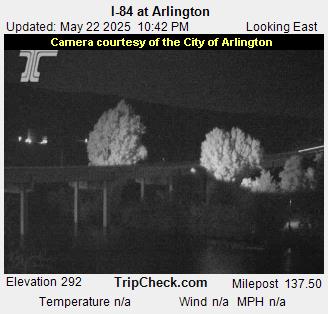 I-84 at Arlington
Updated: May 22 2025 10:42 PM Looking East
Camera courtesy of the City of Arlington
Elevation 292 TripCheck.com Milepost 137.50
Temperature n/a Wind n/a MPH n/a